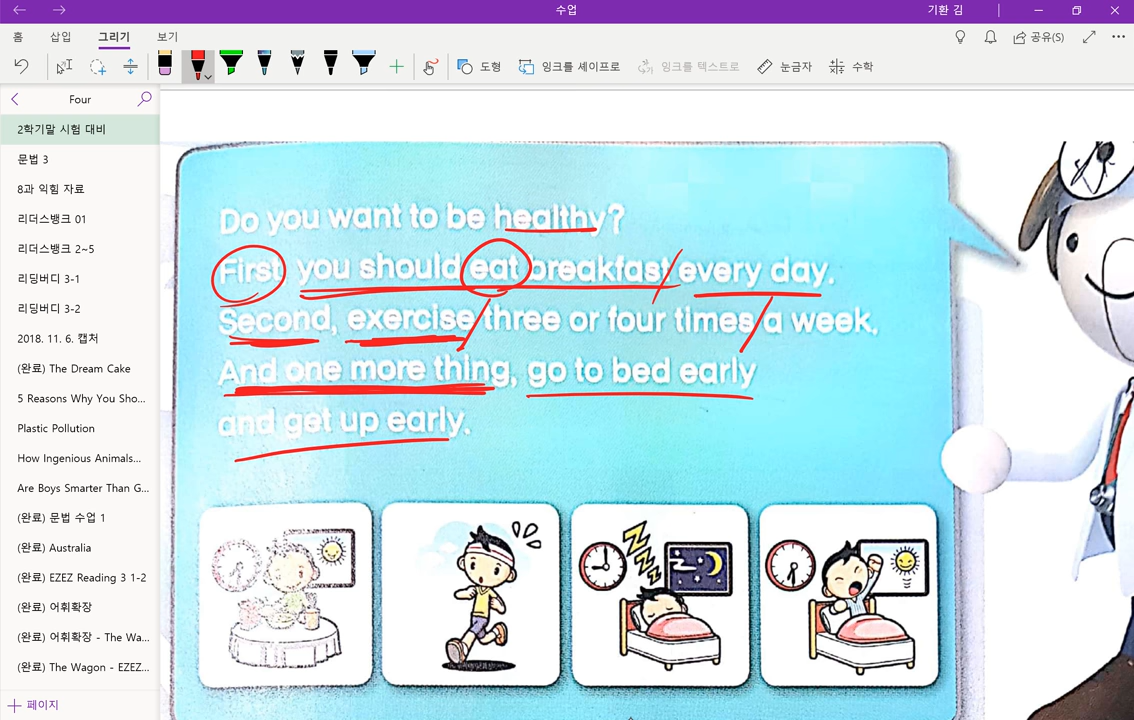 수업
기환 김
홈 삽입 그리기 보기
공유(S)
도형 잉크를 셰이프로 잉크를 텍스트로 눈금자 수학
Four
2학기말 시험 대비
문법 3
8과 익힘 자료
리더스뱅크 01
리더스뱅크 2~5
리딩버디 3-1
리딩버디 3-2
2018. 11. 6. 캡처
(완료) The Dream Cake
5 Reasons Why You Sho...
Plastic Pollution
How Ingenious Animals...
Are Boys Smarter Than G...
(완료) 문법 수업 1
(완료) Australia
(완료) EZEZ Reading 3 1-2
(완료) 어휘확장
(완료) 어휘확장 - The Wa...
(완료) The Wagon - EZEZ...
페이지
Do you want to be healthy?
First, you should eat breakfast every day.
Second, exercise three or four times a week,
And one more thing, go to bed early
and get up early.